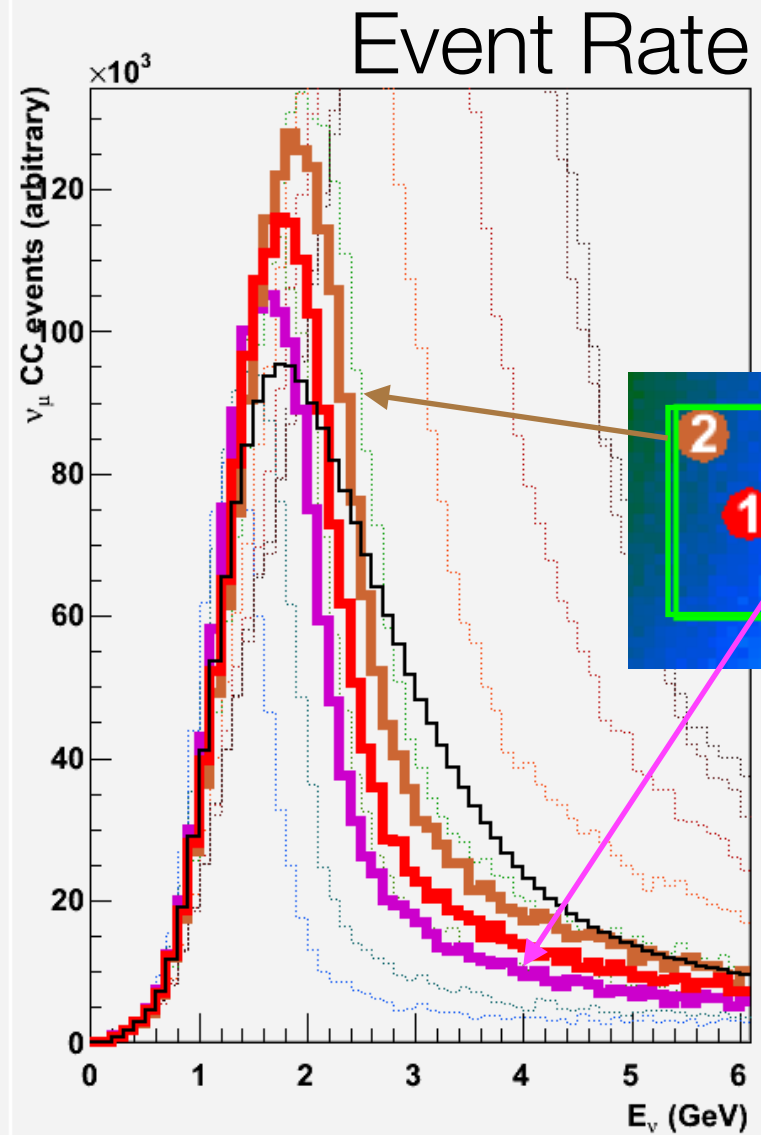 Event Rate
×10³
ν_μ CC events (arbitrary)
120
100
80
60
40
20
0
2
1
0 1 2 3 4 5 6
E_ν (GeV)